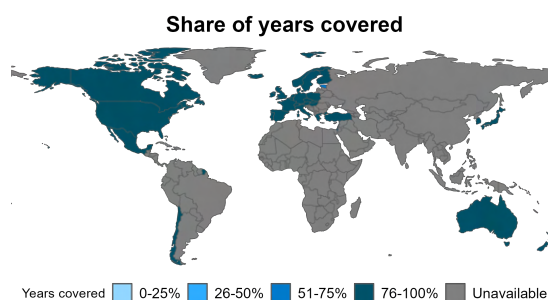 Share of years covered
Years covered 0-25% 26-50% 51-75% 76-100% Unavailable